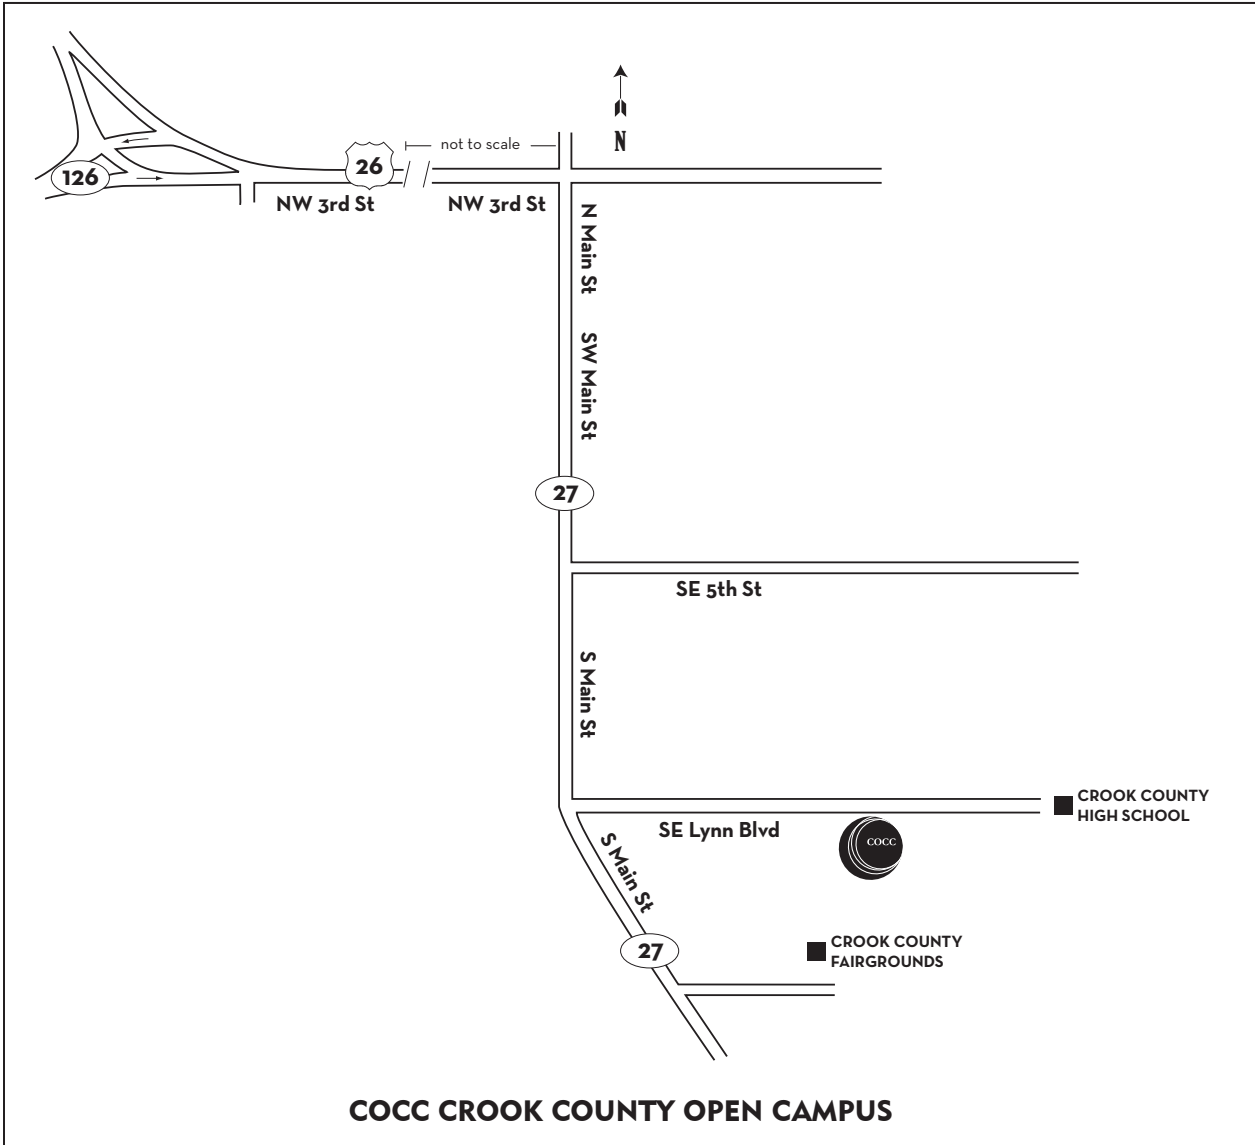 N
not to scale
26
126
NW 3rd St
NW 3rd St
N Main St
SW Main St
27
SE 5th St
S Main St
CROOK COUNTY
HIGH SCHOOL
SE Lynn Blvd
COCC
S Main St
27
CROOK COUNTY
FAIRGROUNDS
COCC CROOK COUNTY OPEN CAMPUS